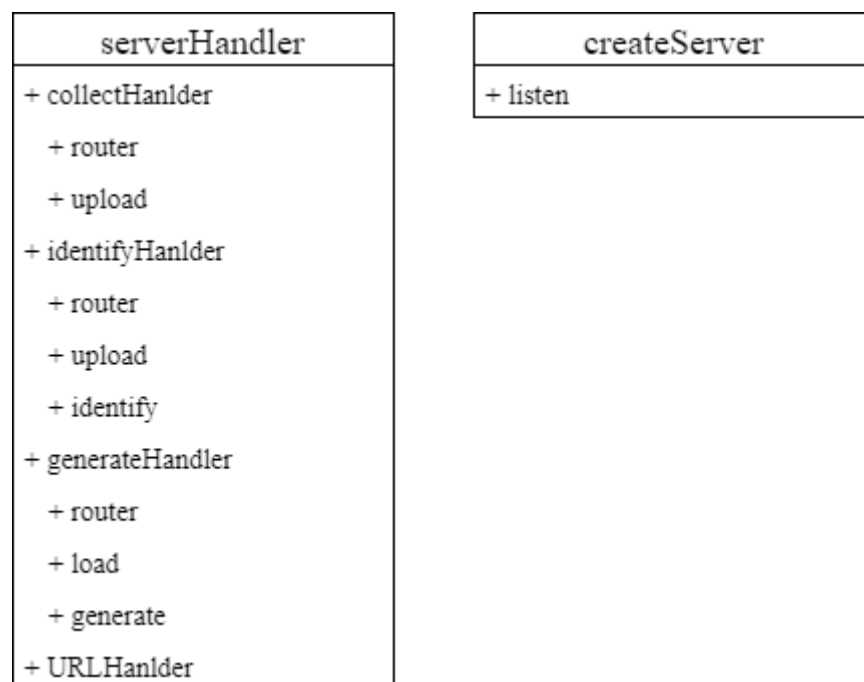 serverHandler
+ collectHanlder
+ router
+ upload
+ identifyHanlder
+ router
+ upload
+ identify
+ generateHandler
+ router
+ load
+ generate
+ URLHanlder
createServer
+ listen